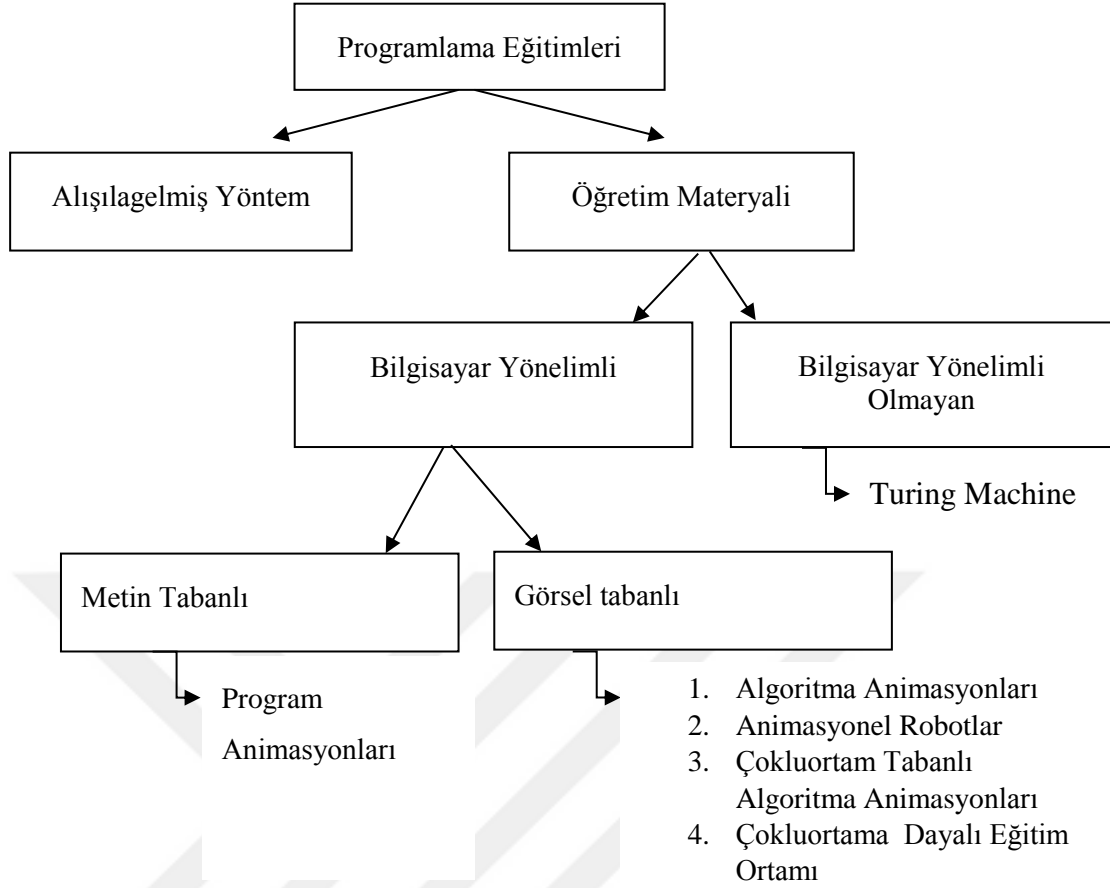 Programlama Eğitimleri
Alışılagelmiş Yöntem
Öğretim Materyali
Bilgisayar Yönelimli
Bilgisayar Yönelimli
Olmayan
Turing Machine
Metin Tabanlı
Görsel tabanlı
Program
Animasyonları
1. Algoritma Animasyonları
2. Animasyonel Robotlar
3. Çokluortam Tabanlı
Algoritma Animasyonları
4. Çokluortama Dayalı Eğitim
Ortamı